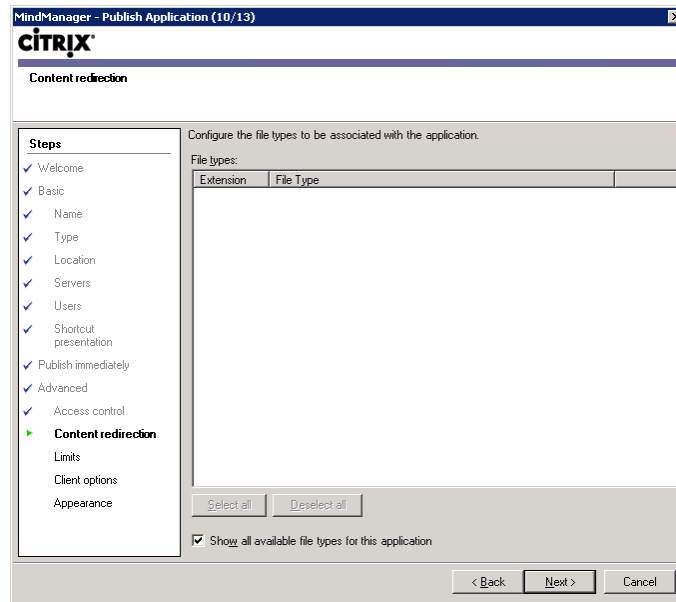 MindManager - Publish Application (10/13)
CİTRIX®
Content redirection
Steps
Welcome
Basic
Name
Type
Location
Servers
Users
Shortcut
presentation
Publish immediately
Advanced
Access control
Content redirection
Limits
Client options
Appearance
Configure the file types to be associated with the application.
File types:
Extension File Type
Select all Deselect all
Show all available file types for this application
< Back Next > Cancel